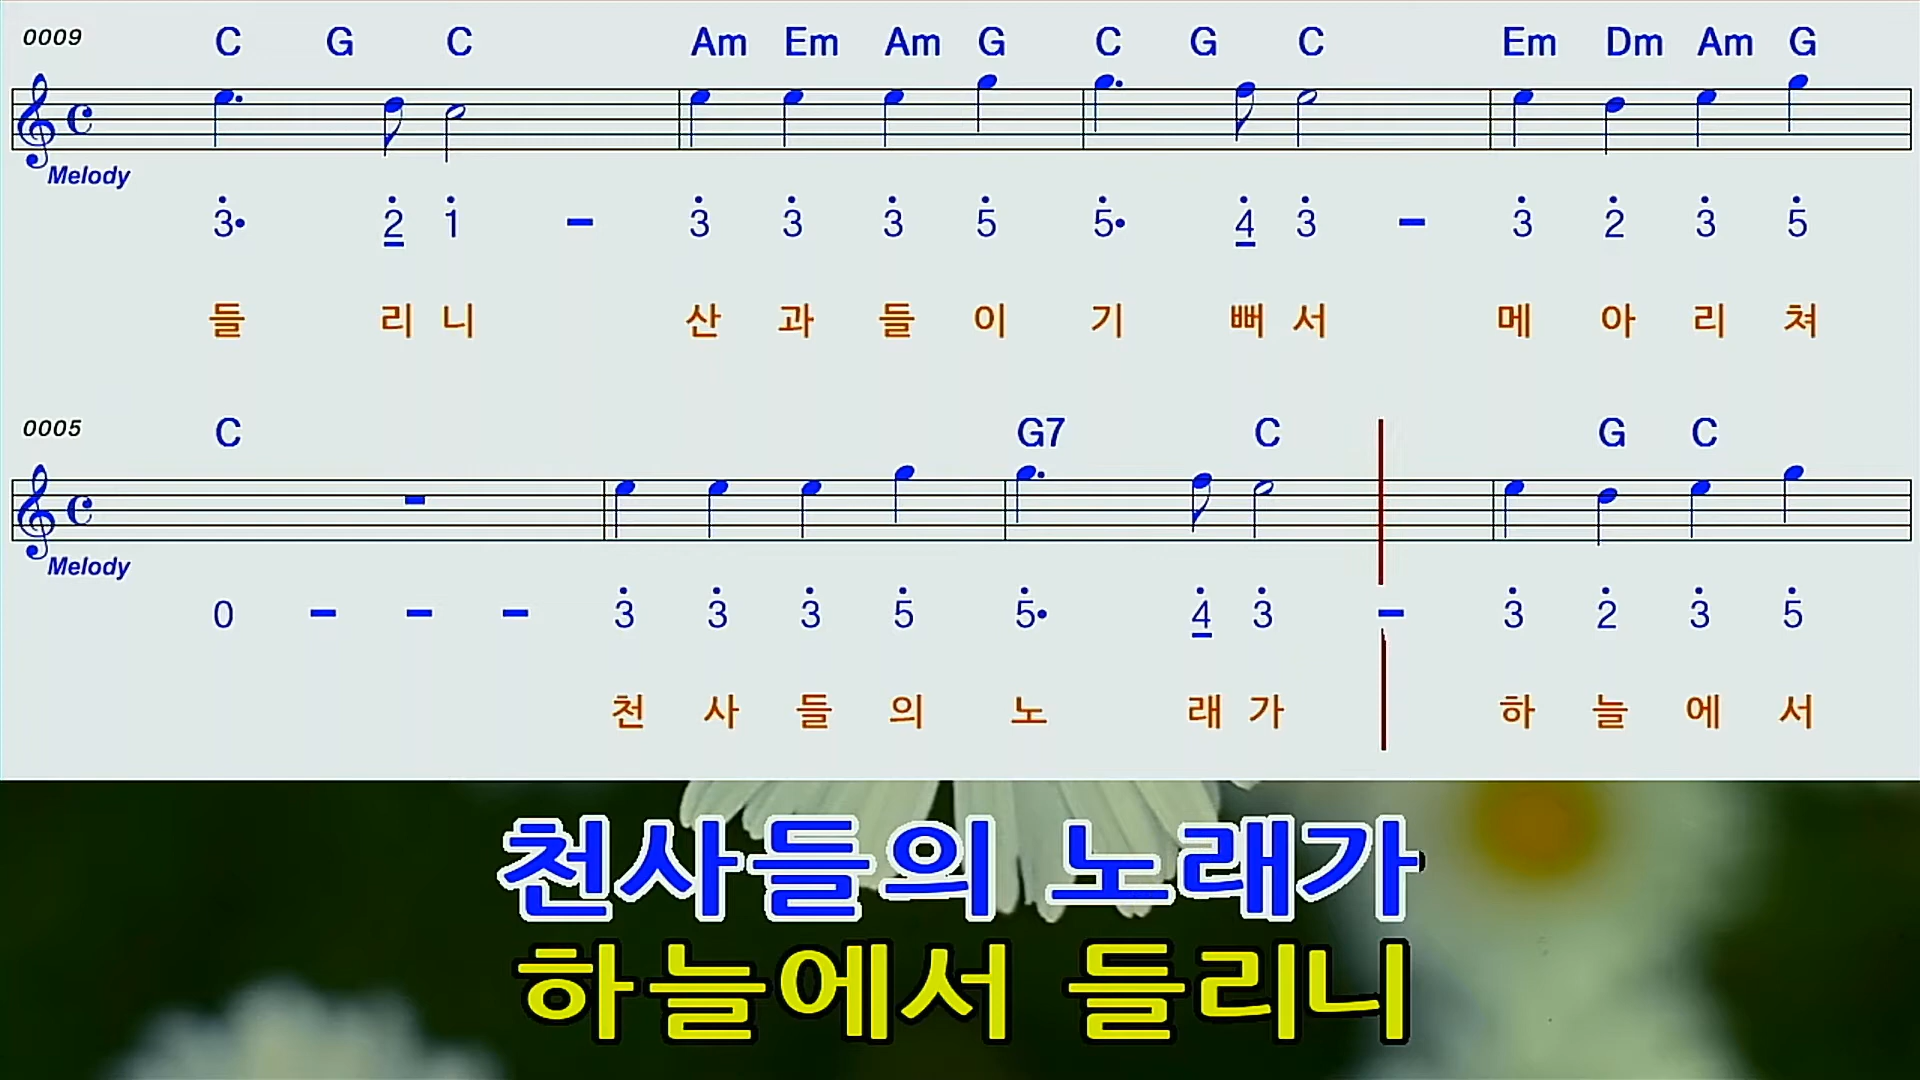 0009 C G C Am Em Am G C G C Em Dm Am G
Melody
3• 2 1 - 3 3 3 5 5• 4 3 - 3 2 3 5
들 리 니 산 과 들 이 기 뻐 서 메 아 리 쳐
0005 C G7 C G C
Melody
0 - - - 3 3 3 5 5• 4 3 - 3 2 3 5
천 사 들 의 노 래 가 하 늘 에 서
천사들의 노래가
하늘에서 들리니